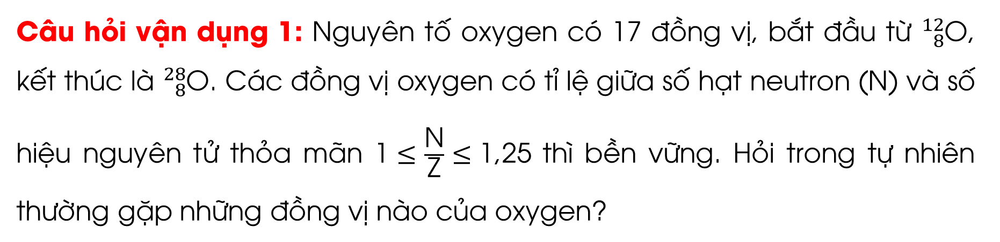 Câu hỏi vận dụng 1: Nguyên tố oxygen có 17 đồng vị, bắt đầu từ $^{12}_{8}$O,
kết thúc là $^{28}_{8}$O. Các đồng vị oxygen có tỉ lệ giữa số hạt neutron (N) và số
hiệu nguyên tử thỏa mãn $1 \leq \frac{N}{Z} \leq 1,25$ thì bền vững. Hỏi trong tự nhiên
thường gặp những đồng vị nào của oxygen?